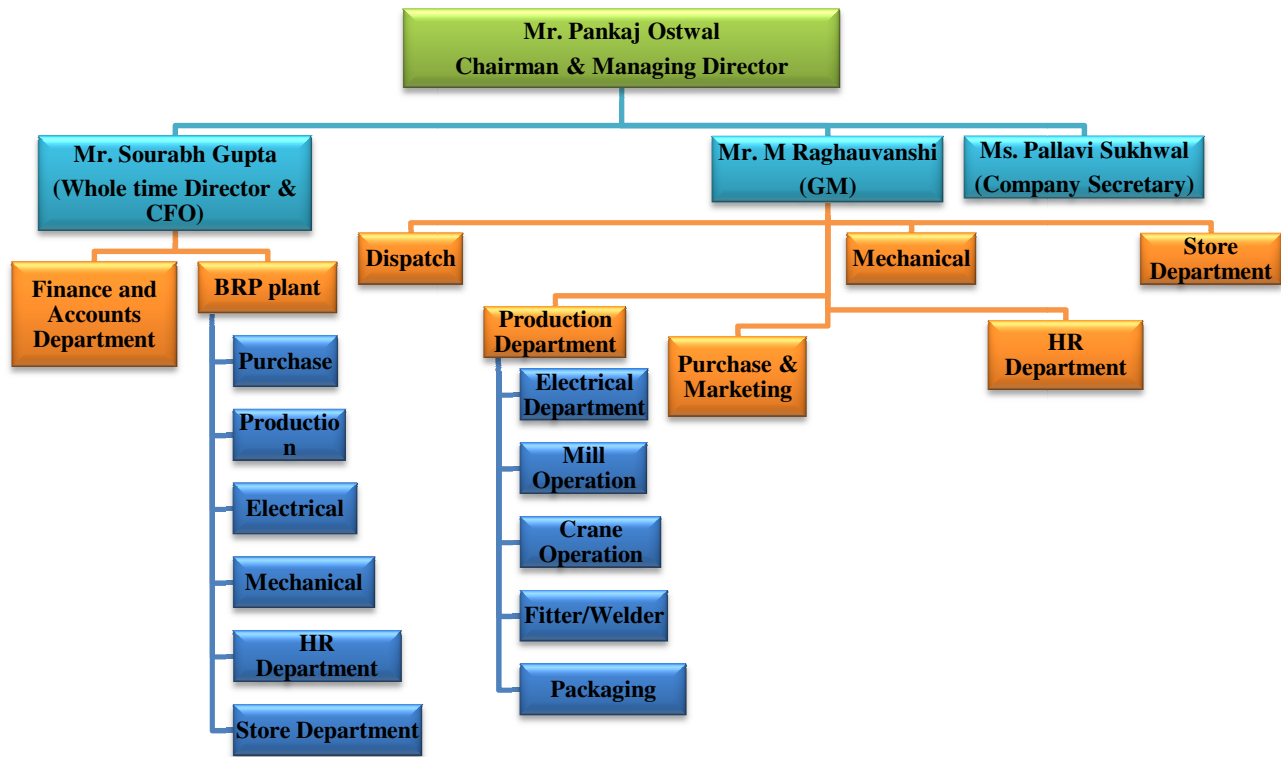 Mr. Pankaj Ostwal
Chairman & Managing Director
Mr. Sourabh Gupta
(Whole time Director &
CFO)
Mr. M Raghauvanshi
(GM)
Ms. Pallavi Sukhwal
(Company Secretary)
Finance and
Accounts
Department
BRP plant
Purchase
Productio
n
Electrical
Mechanical
HR
Department
Store Department
Dispatch
Mechanical
Store
Department
Production
Department
Electrical
Department
Mill
Operation
Crane
Operation
Fitter/Welder
Packaging
Purchase &
Marketing
HR
Department